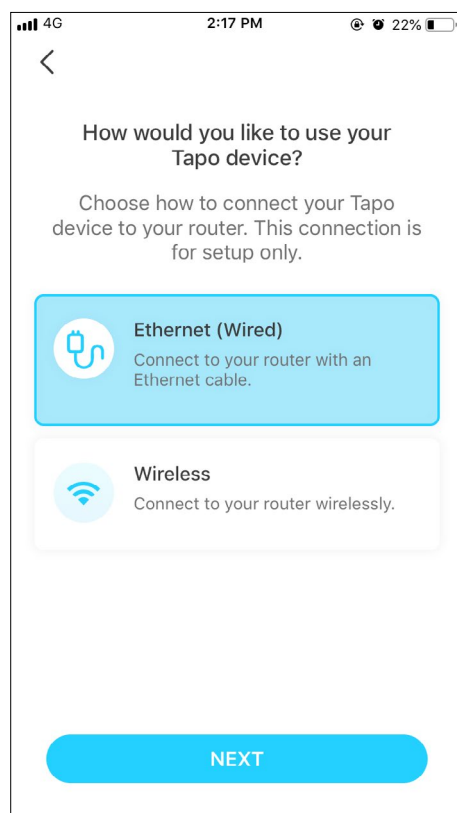 4G 2:17 PM 22%
How would you like to use your
Tapo device?
Choose how to connect your Tapo
device to your router. This connection is
for setup only.
Ethernet (Wired)
Connect to your router with an
Ethernet cable.
Wireless
Connect to your router wirelessly.
NEXT